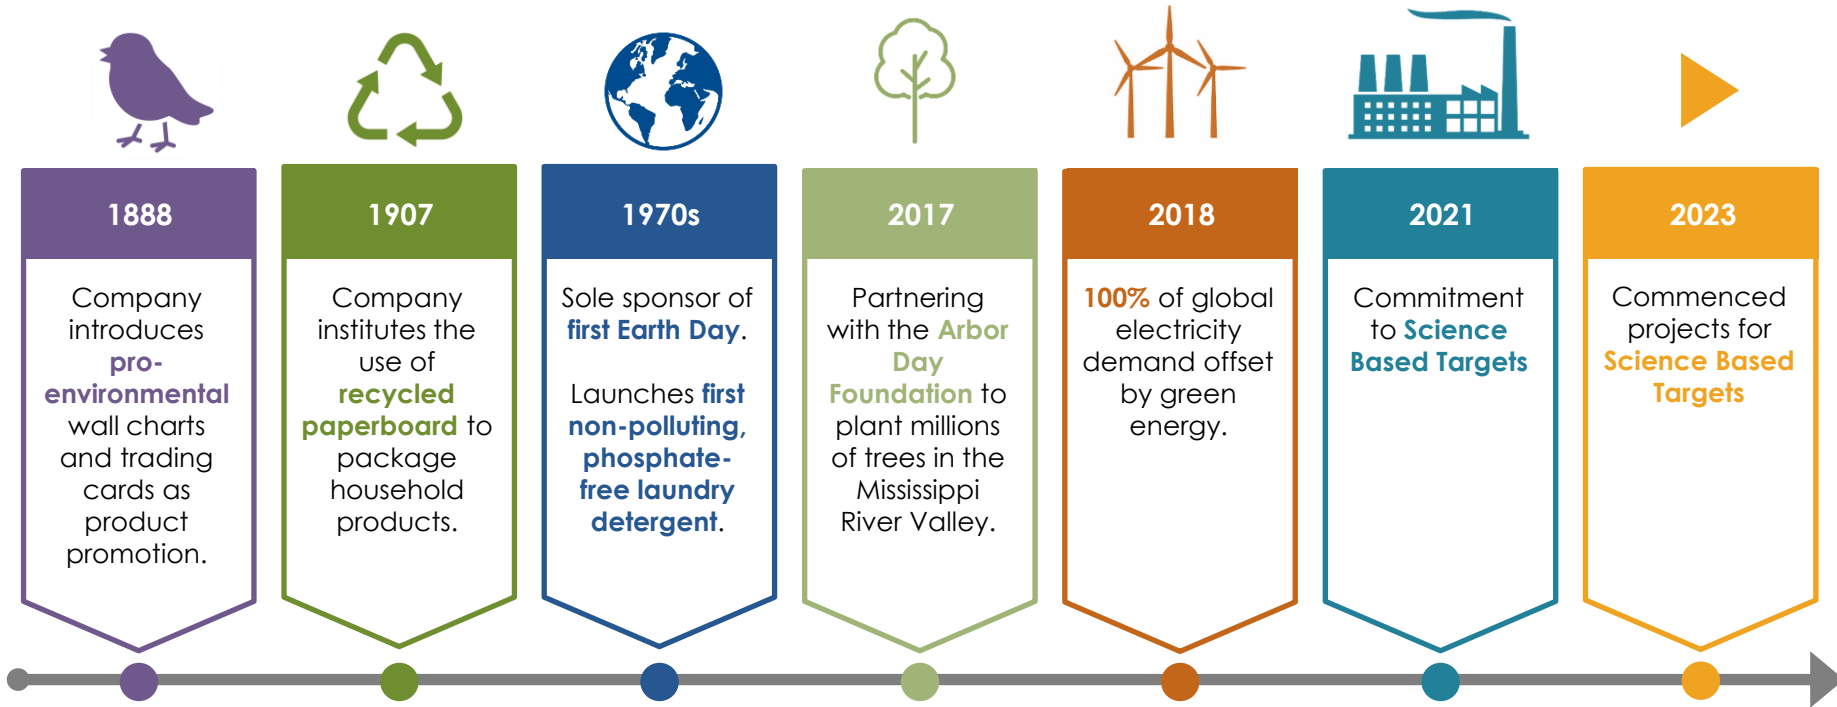 1888
Company
introduces
pro-
environmental
wall charts
and trading
cards as
product
promotion.
1907
Company
institutes the
use of
recycled
paperboard to
package
household
products.
1970s
Sole sponsor of
first Earth Day.
Launches first
non-polluting,
phosphate-
free laundry
detergent.
2017
Partnering
with the Arbor
Day
Foundation to
plant millions
of trees in the
Mississippi
River Valley.
2018
100% of global
electricity
demand offset
by green
energy.
2021
Commitment
to Science
Based Targets
2023
Commenced
projects for
Science Based
Targets